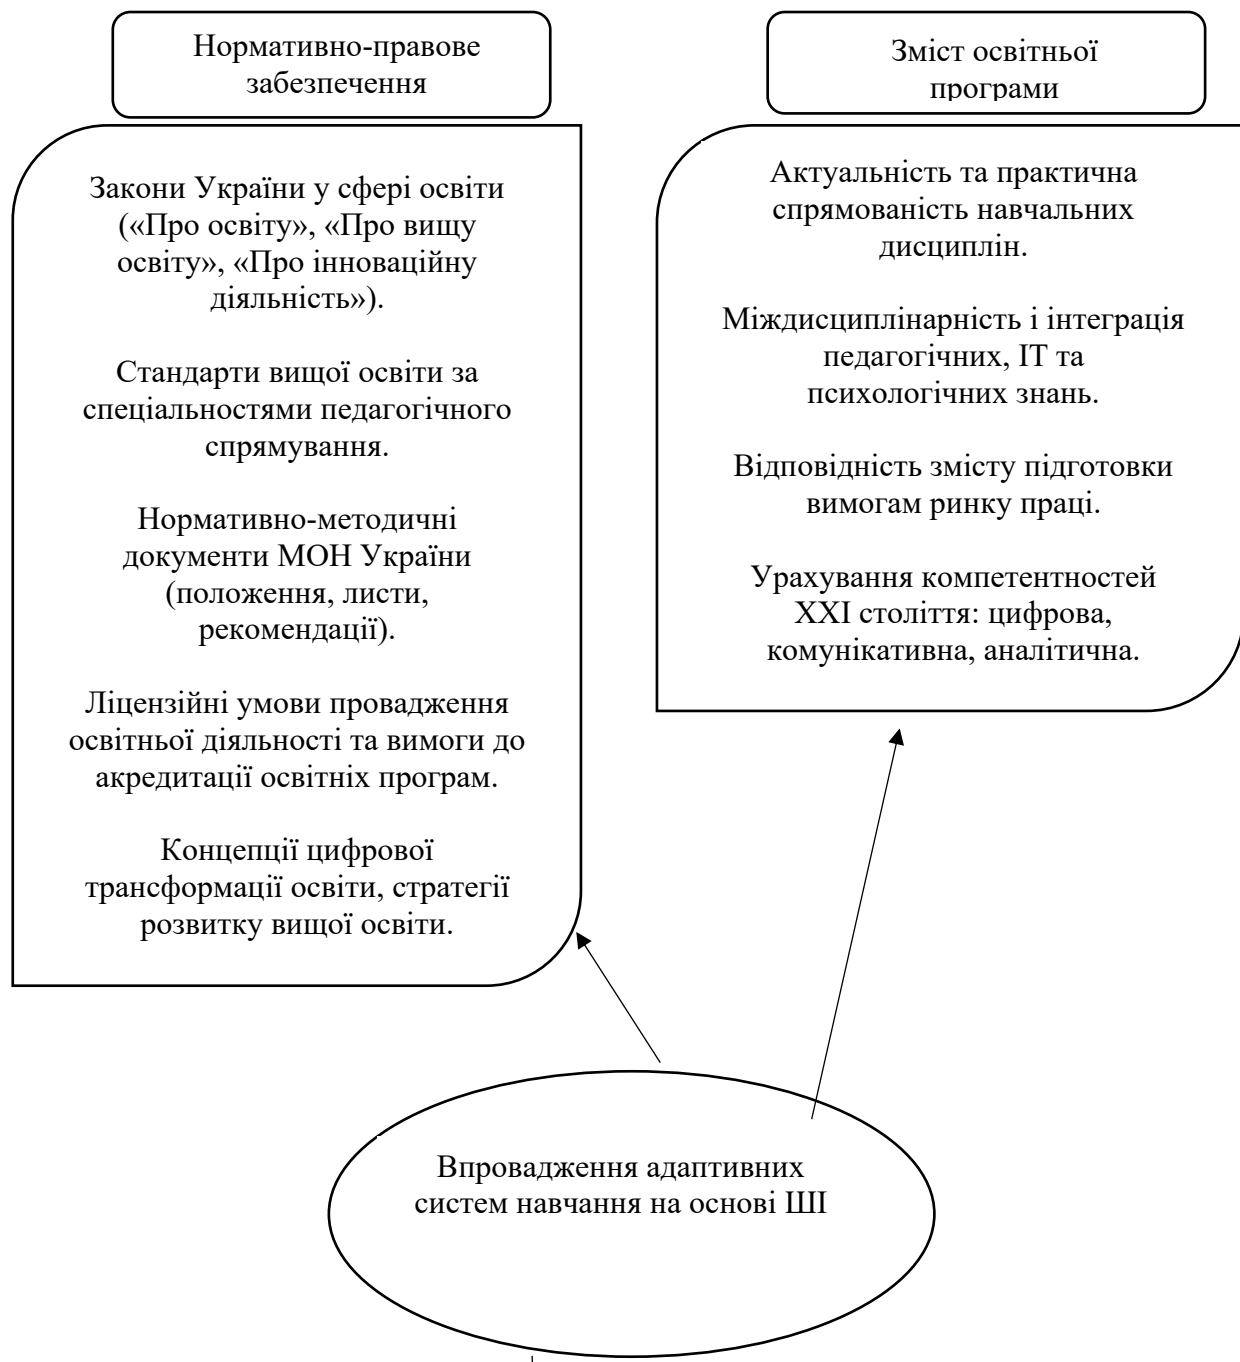 Нормативно-правове
забезпечення
Закони України у сфері освіти
(«Про освіту», «Про вищу
освіту», «Про інноваційну
діяльність»).
Стандарти вищої освіти за
спеціальностями педагогічного
спрямування.
Нормативно-методичні
документи МОН України
(положення, листи,
рекомендації).
Ліцензійні умови провадження
освітньої діяльності та вимоги до
акредитації освітніх програм.
Концепції цифрової
трансформації освіти, стратегії
розвитку вищої освіти.
Зміст освітньої
програми
Актуальність та практична
спрямованість навчальних
дисциплін.
Міждисциплінарність і інтеграція
педагогічних, ІТ та
психологічних знань.
Відповідність змісту підготовки
вимогам ринку праці.
Урахування компетентностей
ХХІ століття: цифрова,
комунікативна, аналітична.
Впровадження адаптивних
систем навчання на основі ШІ